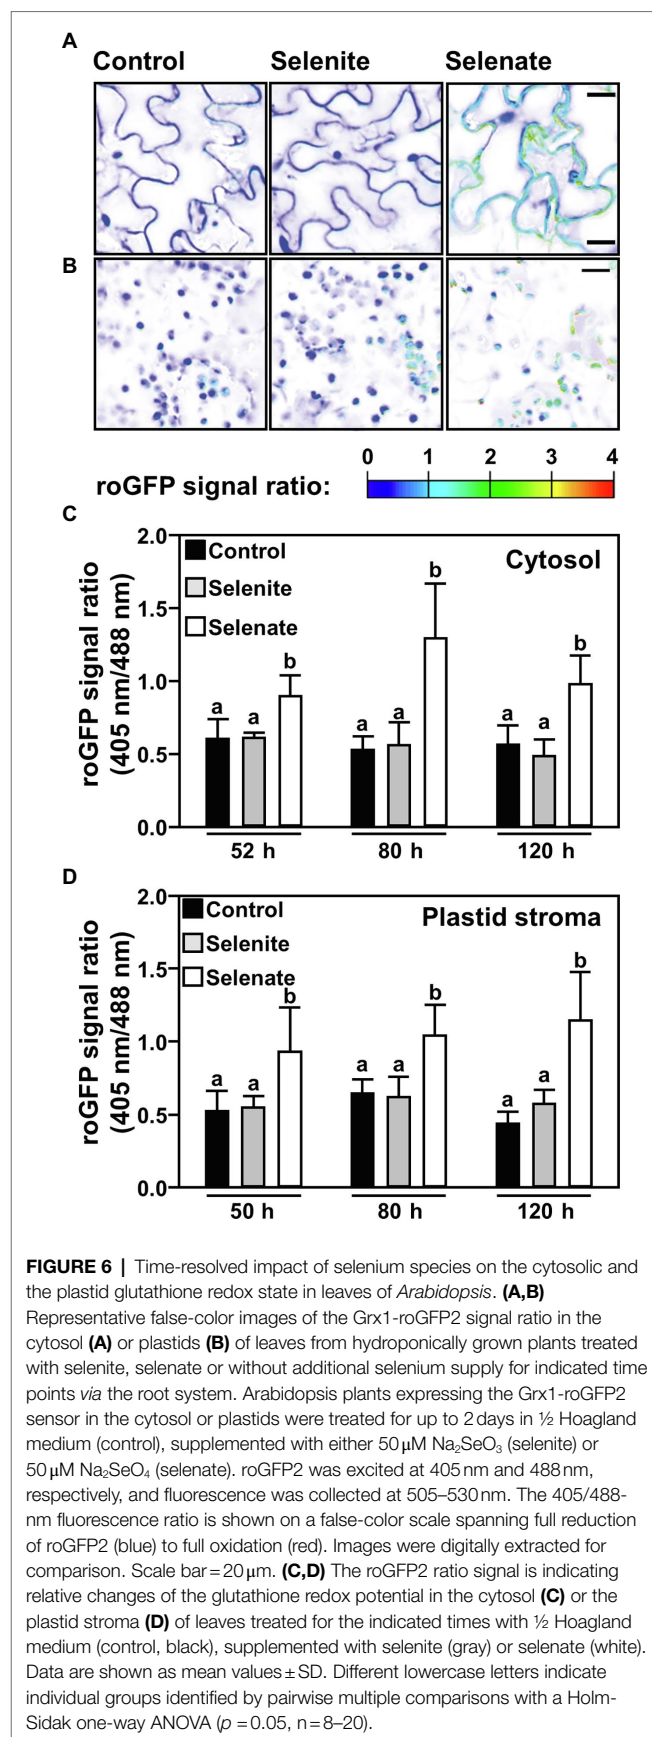 A
Control Selenite Selenate
B
roGFP signal ratio:
0 1 2 3 4
C
roGFP signal ratio
(405 nm/488 nm)
2.0
1.5
1.0
0.5
0.0
Control
Selenite
Selenate
Cytosol
a a b
a a b
a a b
52 h 80 h 120 h
D
roGFP signal ratio
(405 nm/488 nm)
2.0
1.5
1.0
0.5
0.0
Control
Selenite
Selenate
Plastid stroma
a a b
a a b
a a b
50 h 80 h 120 h
FIGURE 6 | Time-resolved impact of selenium species on the cytosolic and
the plastid glutathione redox state in leaves of Arabidopsis. (A,B)
Representative false-color images of the Grx1-roGFP2 signal ratio in the
cytosol (A) or plastids (B) of leaves from hydroponically grown plants treated
with selenite, selenate or without additional selenium supply for indicated time
points via the root system. Arabidopsis plants expressing the Grx1-roGFP2
sensor in the cytosol or plastids were treated for up to 2 days in ½ Hoagland
medium (control), supplemented with either 50 μM Na₂SeO₃ (selenite) or
50 μM Na₂SeO₄ (selenate). roGFP2 was excited at 405 nm and 488 nm,
respectively, and fluorescence was collected at 505–530 nm. The 405/488-
nm fluorescence ratio is shown on a false-color scale spanning full reduction
of roGFP2 (blue) to full oxidation (red). Images were digitally extracted for
comparison. Scale bar = 20 μm. (C,D) The roGFP2 ratio signal is indicating
relative changes of the glutathione redox potential in the cytosol (C) or the
plastid stroma (D) of leaves treated for the indicated times with ½ Hoagland
medium (control, black), supplemented with selenite (gray) or selenate (white).
Data are shown as mean values ± SD. Different lowercase letters indicate
individual groups identified by pairwise multiple comparisons with a Holm-
Sidak one-way ANOVA (p = 0.05, n = 8–20).